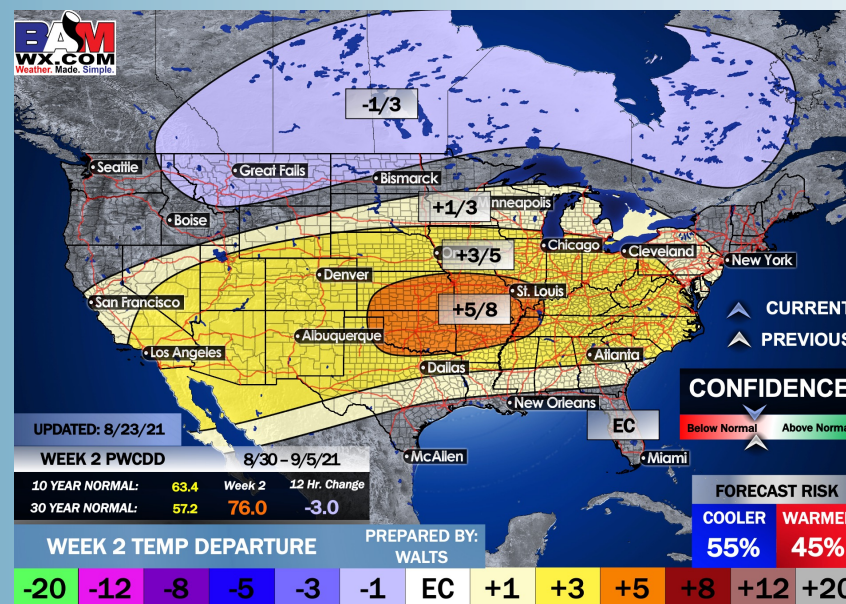 BAM
WX.COM
Weather. Made. Simple.
-1/3
Seattle
Great Falls
Bismarck
+1/3
nneapolis
Boise
+3/5
Chicago
Cleveland
New York
Denver
San Francisco
St. Louis
+5/8
CURRENT
Albuquerque
PREVIOUS
Los Angeles
Atlanta
Dallas
CONFIDENCE
New Orleans
EC
Below Normal
Above Norma
UPDATED: 8/23/21
McAllen
Miami
WEEK 2 PWCDD 8/30 – 9/5/21
10 YEAR NORMAL: 63.4 Week 2 12 Hr. Change
30 YEAR NORMAL: 57.2 76.0 -3.0
FORECAST RISK
COOLER WARME
55% 45%
WEEK 2 TEMP DEPARTURE
PREPARED BY:
WALTS
-20 -12 -8 -5 -3 -1 EC +1 +3 +5 +8 +12 +20